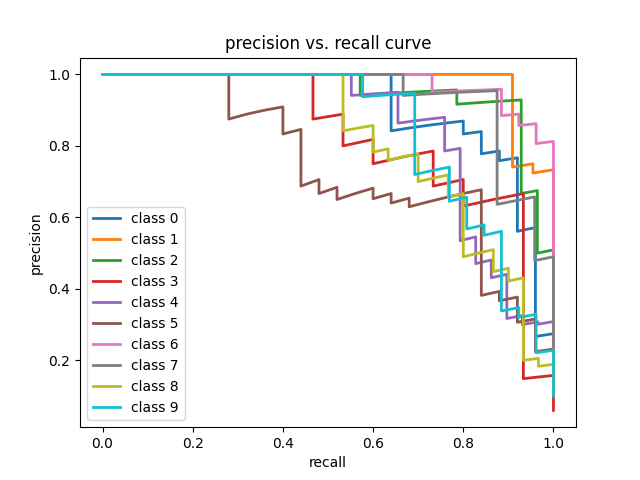 precision vs. recall curve
precision
1.0
0.8
0.6
0.4
0.2
class 0
class 1
class 2
class 3
class 4
class 5
class 6
class 7
class 8
class 9
0.0 0.2 0.4 0.6 0.8 1.0
recall